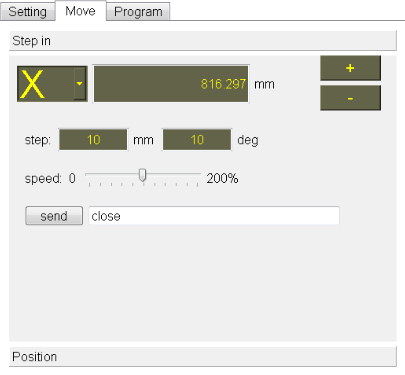 Setting Move Program
Step in
X 816.297 mm +
-
step: 10 mm 10 deg
speed: 0 200%
send close
Position